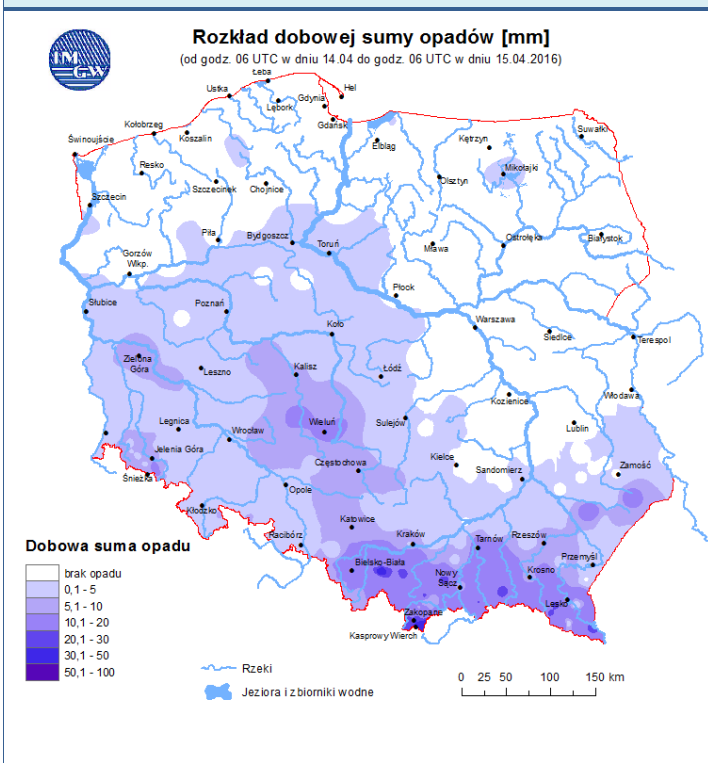 IM
GW
Rozkład dobowej sumy opadów [mm]
(od godz. 06 UTC w dniu 14.04 do godz. 06 UTC w dniu 15.04.2016)
Łeba
Hel
Ustka
Gdynia
Lębork
Gdańsk
Kołobrzeg
Koszalin
Suwałki
Świnoujście
Elbląg
Kętrzyn
Resko
Mikołajki
Szczecinek
Chojnice
Olsztyn
Szczecin
Piła
Bydgoszcz
Toruń
Mława
Ostrołęka
Białystok
Gorzów
Wlkp.
Płock
Słubice
Poznań
Koło
Warszawa
Siedlce
Terespol
Zielona
Góra
Leszno
Kalisz
Łódź
Kozienice
Włodawa
Legnica
Wrocław
Wieluń
Sulejów
Lublin
Jelenia Góra
Częstochowa
Kielce
Sandomierz
Zamość
Śnieżka
Opole
Kłodzko
Katowice
Racibórz
Kraków
Tarnów
Rzeszów
Przemyśl
Bielsko-Biała
Nowy
Sącz
Krosno
Lesko
Zakopane
Kasprowy Wierch
Dobowa suma opadu
brak opadu
0,1 - 5
5,1 - 10
10,1 - 20
20,1 - 30
30,1 - 50
50,1 - 100
Rzeki
Jeziora i zbiorniki wodne
0 25 50 100 150 km